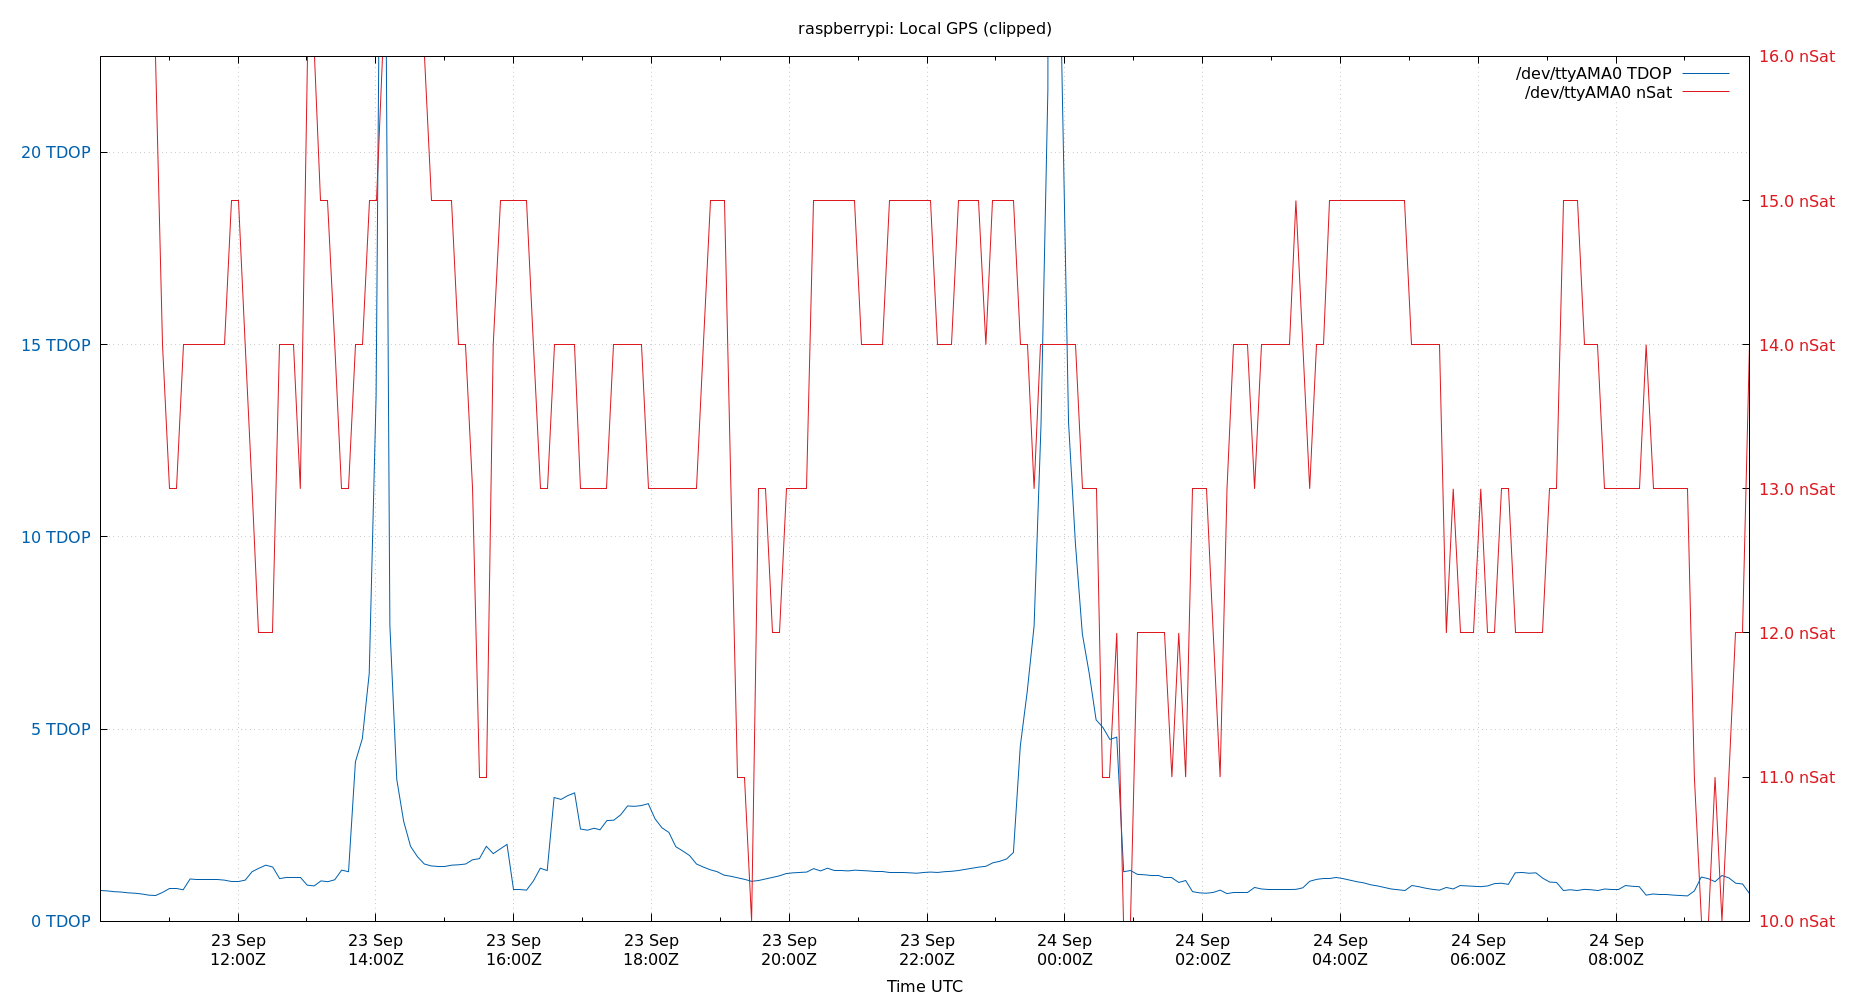 raspberrypi: Local GPS (clipped)
/dev/ttyAMA0 TDOP
/dev/ttyAMA0 nSat
20 TDOP
15 TDOP
10 TDOP
5 TDOP
0 TDOP
16.0 nSat
15.0 nSat
14.0 nSat
13.0 nSat
12.0 nSat
11.0 nSat
10.0 nSat
23 Sep
12:00Z
23 Sep
14:00Z
23 Sep
16:00Z
23 Sep
18:00Z
23 Sep
20:00Z
23 Sep
22:00Z
24 Sep
00:00Z
24 Sep
02:00Z
24 Sep
04:00Z
24 Sep
06:00Z
24 Sep
08:00Z
Time UTC